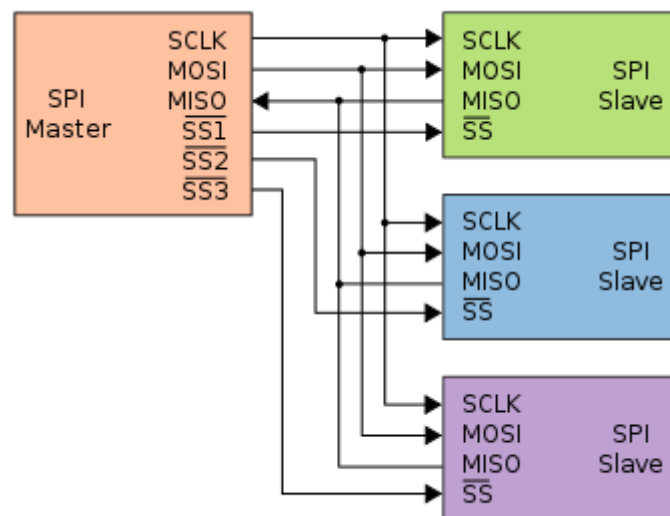 SPI
Master
SCLK
MOSI
MISO
SS1
SS2
SS3
SCLK
MOSI
MISO
SS
SPI
Slave
SCLK
MOSI
MISO
SS
SPI
Slave
SCLK
MOSI
MISO
SS
SPI
Slave